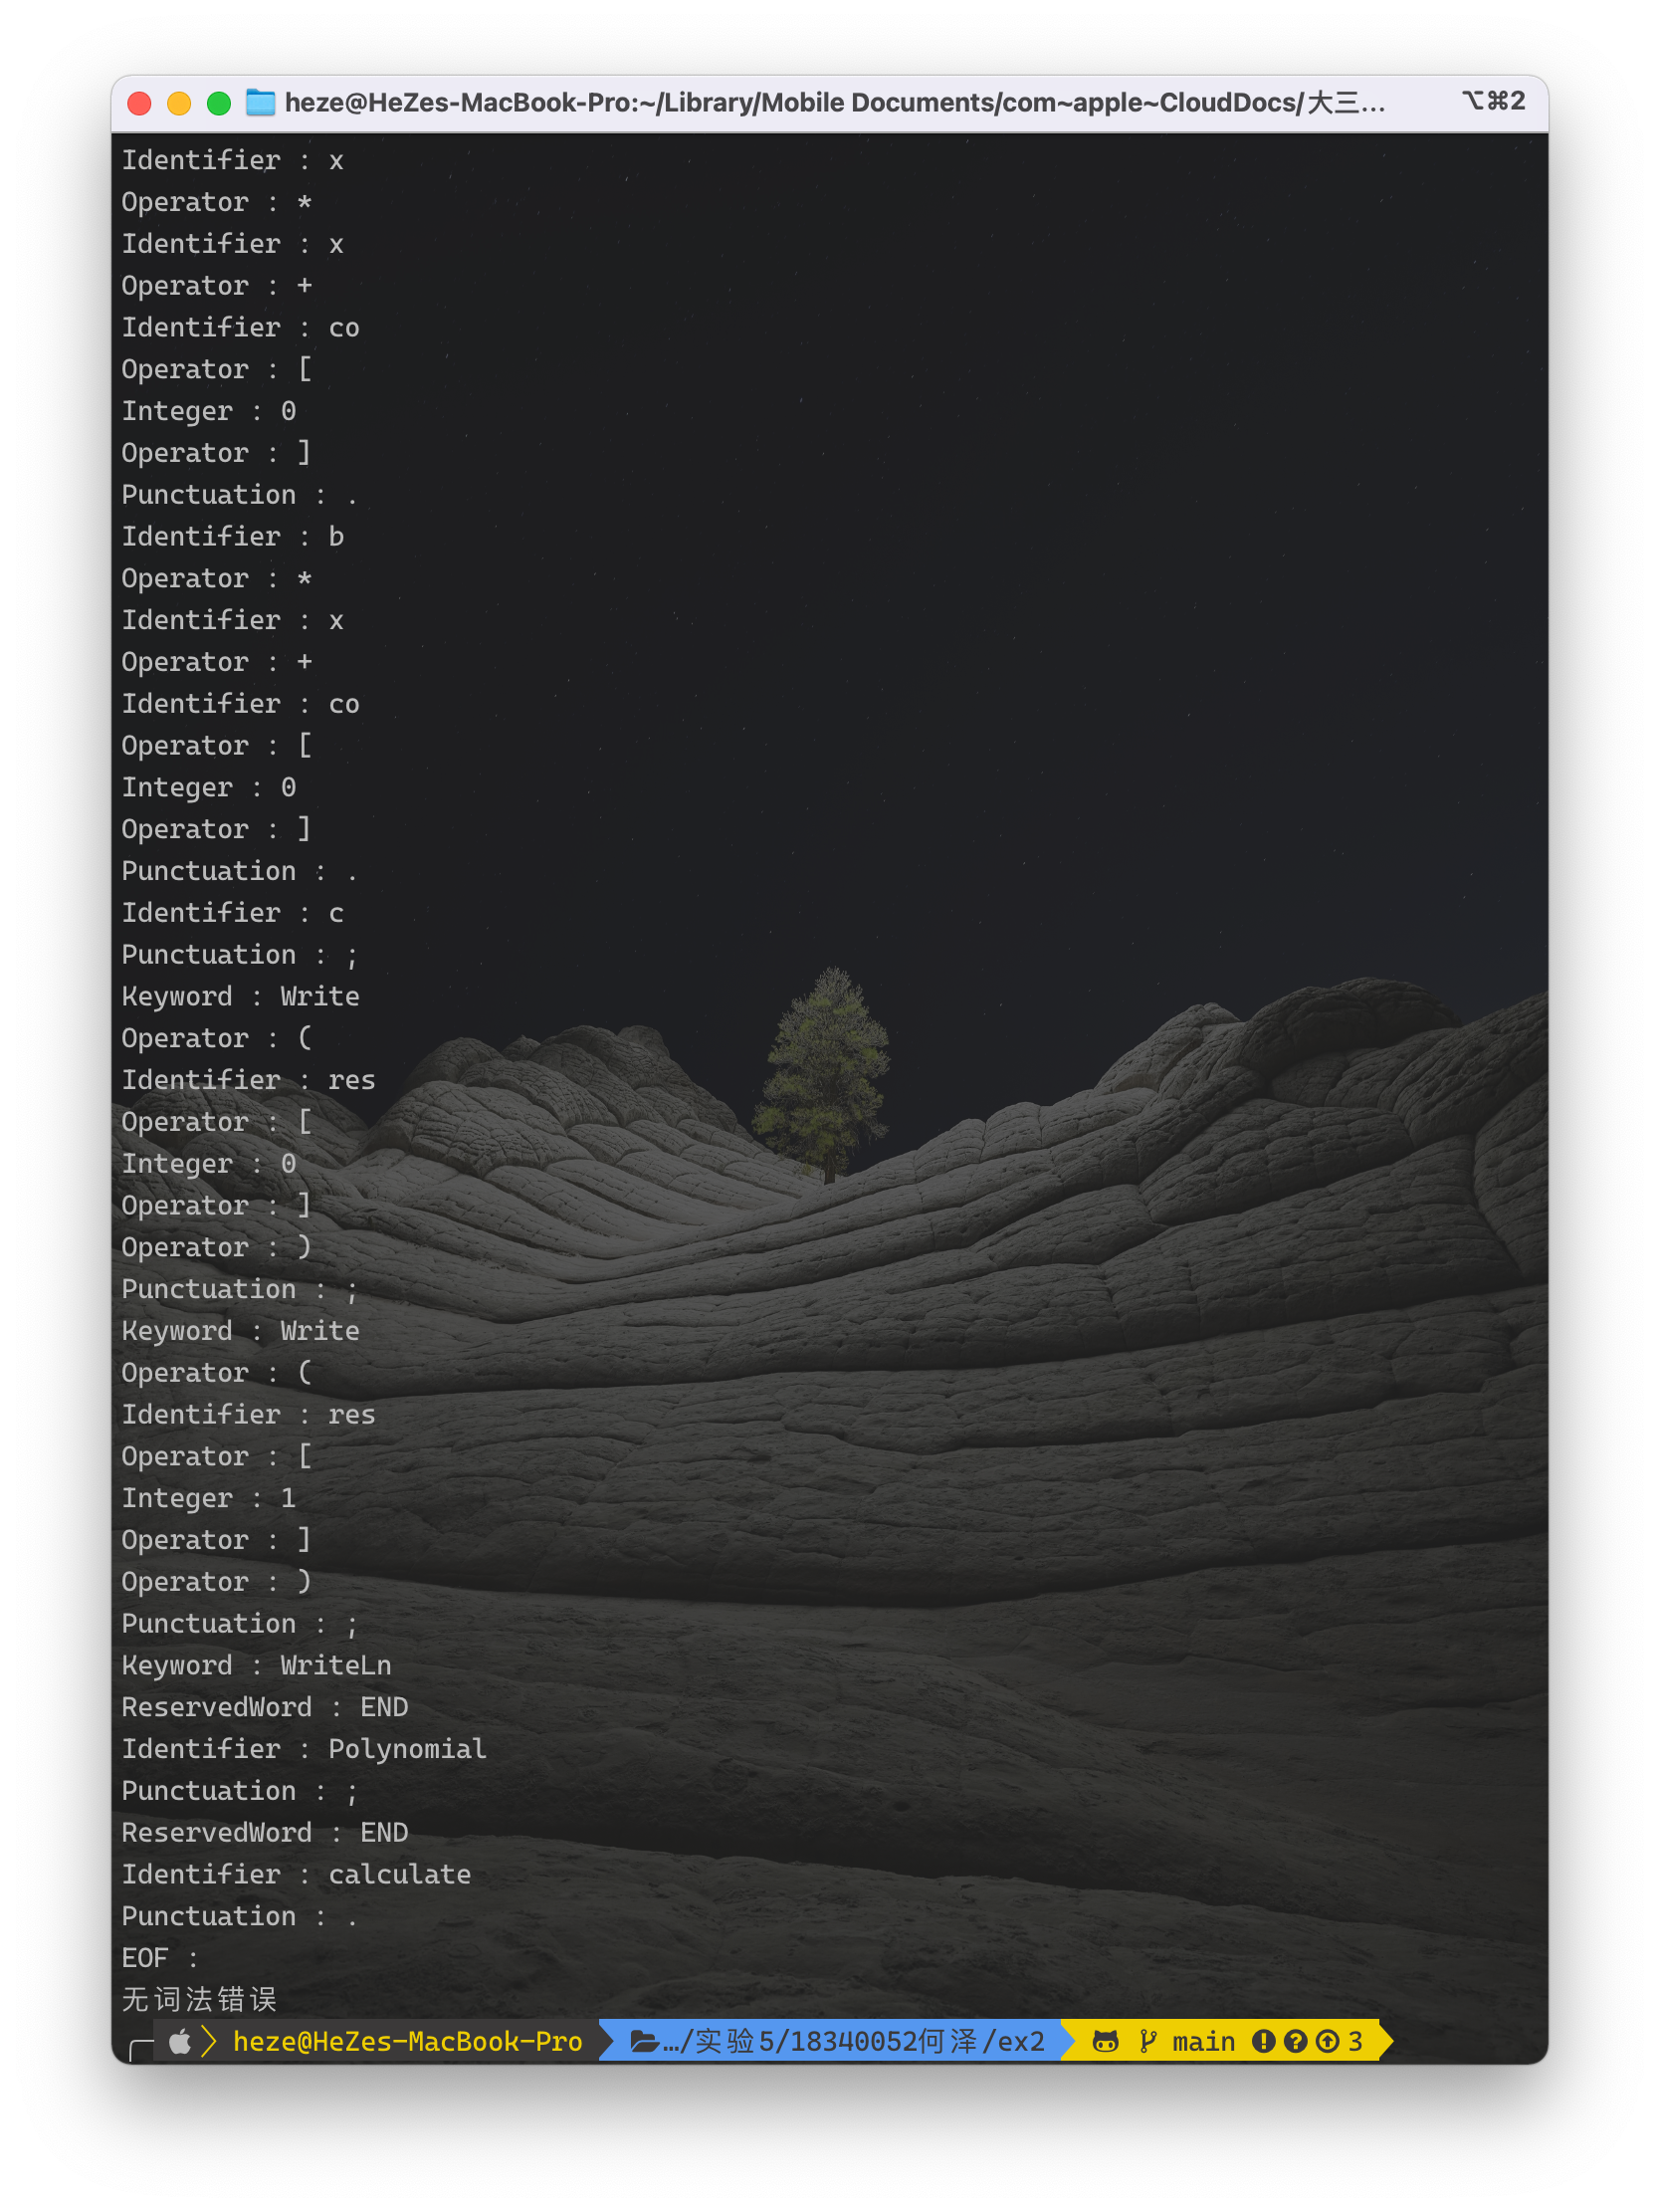 heze@HeZes-MacBook-Pro:~/Library/Mobile Documents/com~apple~CloudDocs/大三... ⌥⌘2
Identifier : x
Operator : *
Identifier : x
Operator : +
Identifier : co
Operator : [
Integer : 0
Operator : ]
Punctuation : .
Identifier : b
Operator : *
Identifier : x
Operator : +
Identifier : co
Operator : [
Integer : 0
Operator : ]
Punctuation : .
Identifier : c
Punctuation : ;
Keyword : Write
Operator : (
Identifier : res
Operator : [
Integer : 0
Operator : ]
Operator : )
Punctuation : ;
Keyword : Write
Operator : (
Identifier : res
Operator : [
Integer : 1
Operator : ]
Operator : )
Punctuation : ;
Keyword : WriteLn
ReservedWord : END
Identifier : Polynomial
Punctuation : ;
ReservedWord : END
Identifier : calculate
Punctuation : .
EOF :
无词法错误
heze@HeZes-MacBook-Pro …/实验5/18340052何泽/ex2 main 3